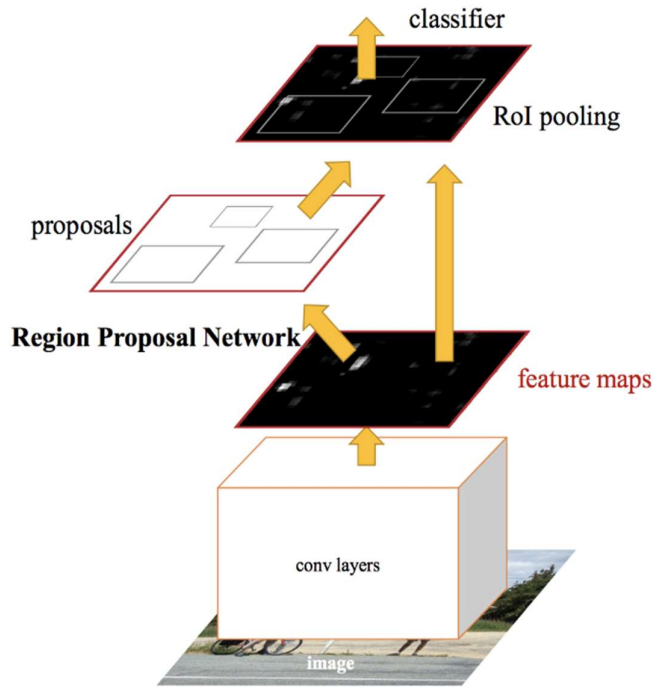 classifier
RoI pooling
proposals
Region Proposal Network
feature maps
conv layers
image